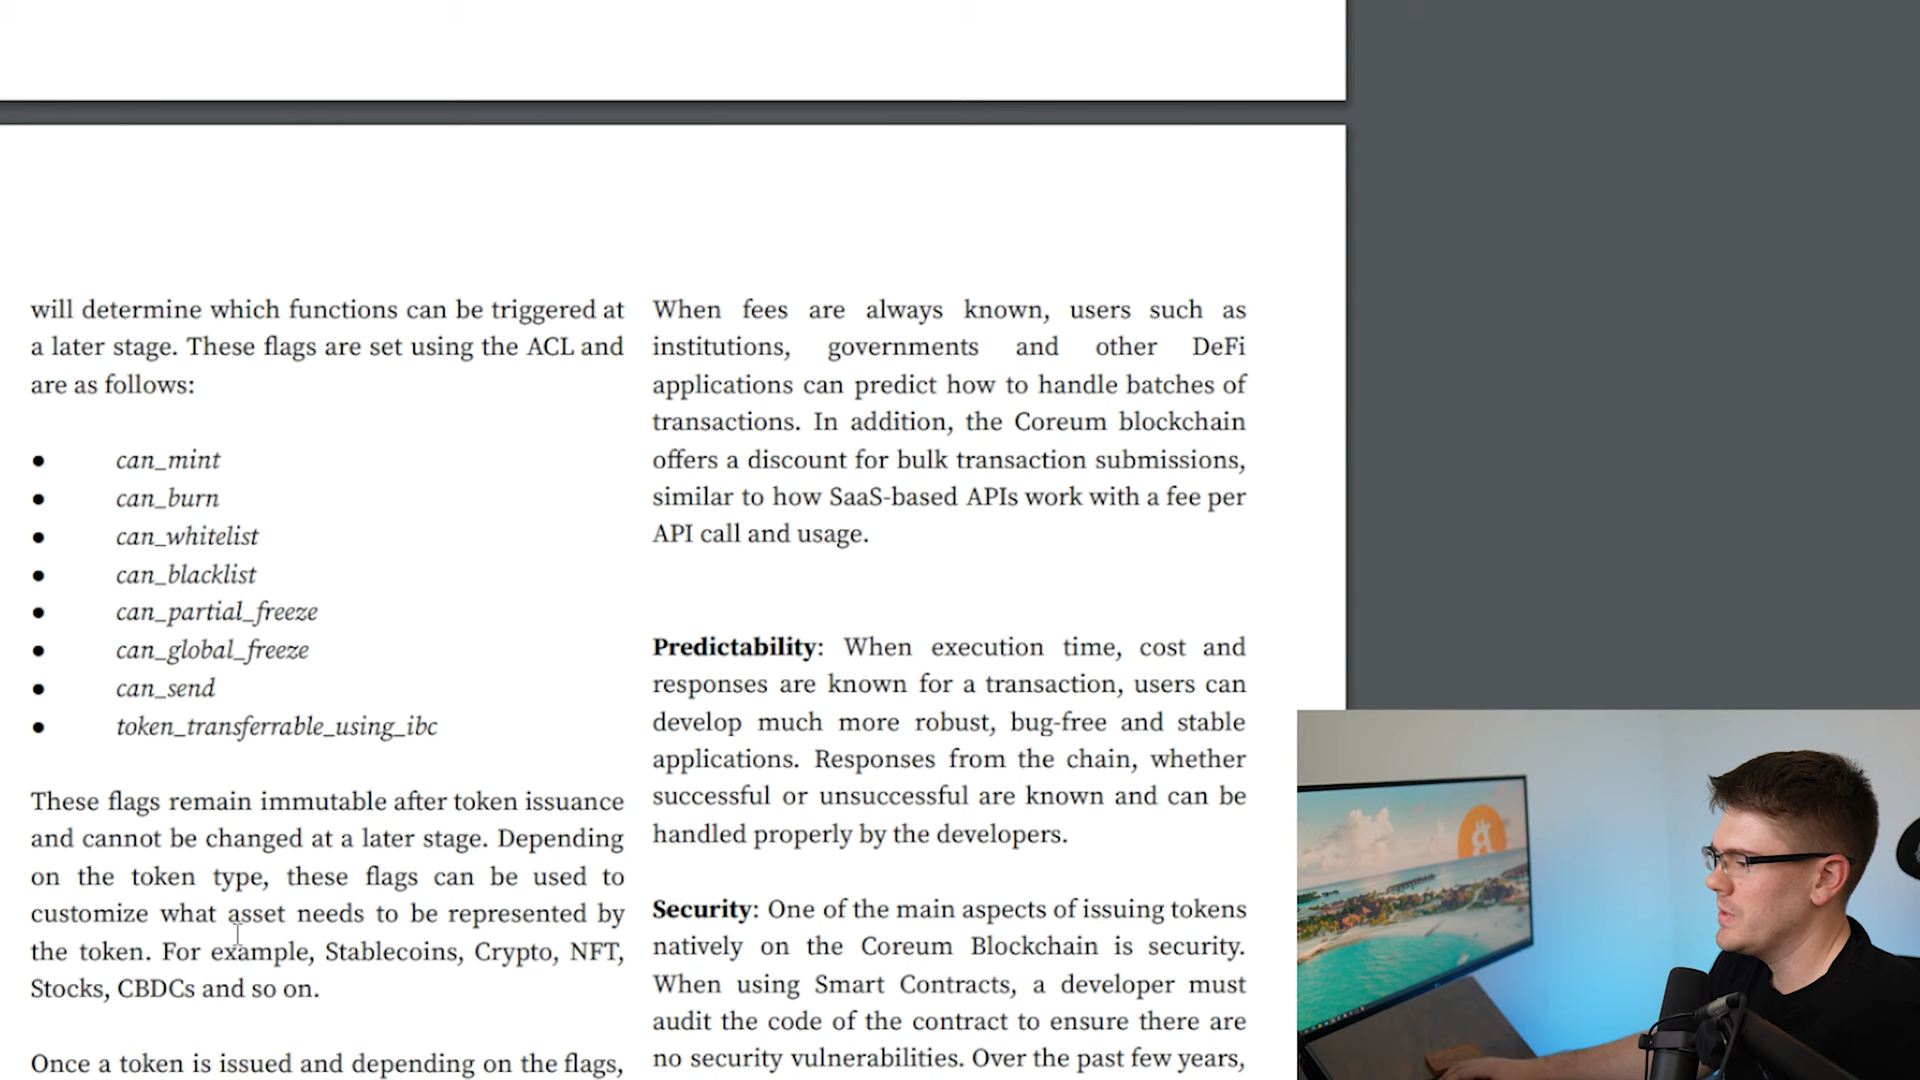 will determine which functions can be triggered at
a later stage. These flags are set using the ACL and
are as follows:
● can_mint
● can_burn
● can_whitelist
● can_blacklist
● can_partial_freeze
● can_global_freeze
● can_send
● token_transferrable_using_ibc
These flags remain immutable after token issuance
and cannot be changed at a later stage. Depending
on the token type, these flags can be used to
customize what asset needs to be represented by
the token. For example, Stablecoins, Crypto, NFT,
Stocks, CBDCs and so on.
Once a token is issued and depending on the flags,
When fees are always known, users such as
institutions, governments and other DeFi
applications can predict how to handle batches of
transactions. In addition, the Coreum blockchain
offers a discount for bulk transaction submissions,
similar to how SaaS-based APIs work with a fee per
API call and usage.
Predictability: When execution time, cost and
responses are known for a transaction, users can
develop much more robust, bug-free and stable
applications. Responses from the chain, whether
successful or unsuccessful are known and can be
handled properly by the developers.
Security: One of the main aspects of issuing tokens
natively on the Coreum Blockchain is security.
When using Smart Contracts, a developer must
audit the code of the contract to ensure there are
no security vulnerabilities. Over the past few years,